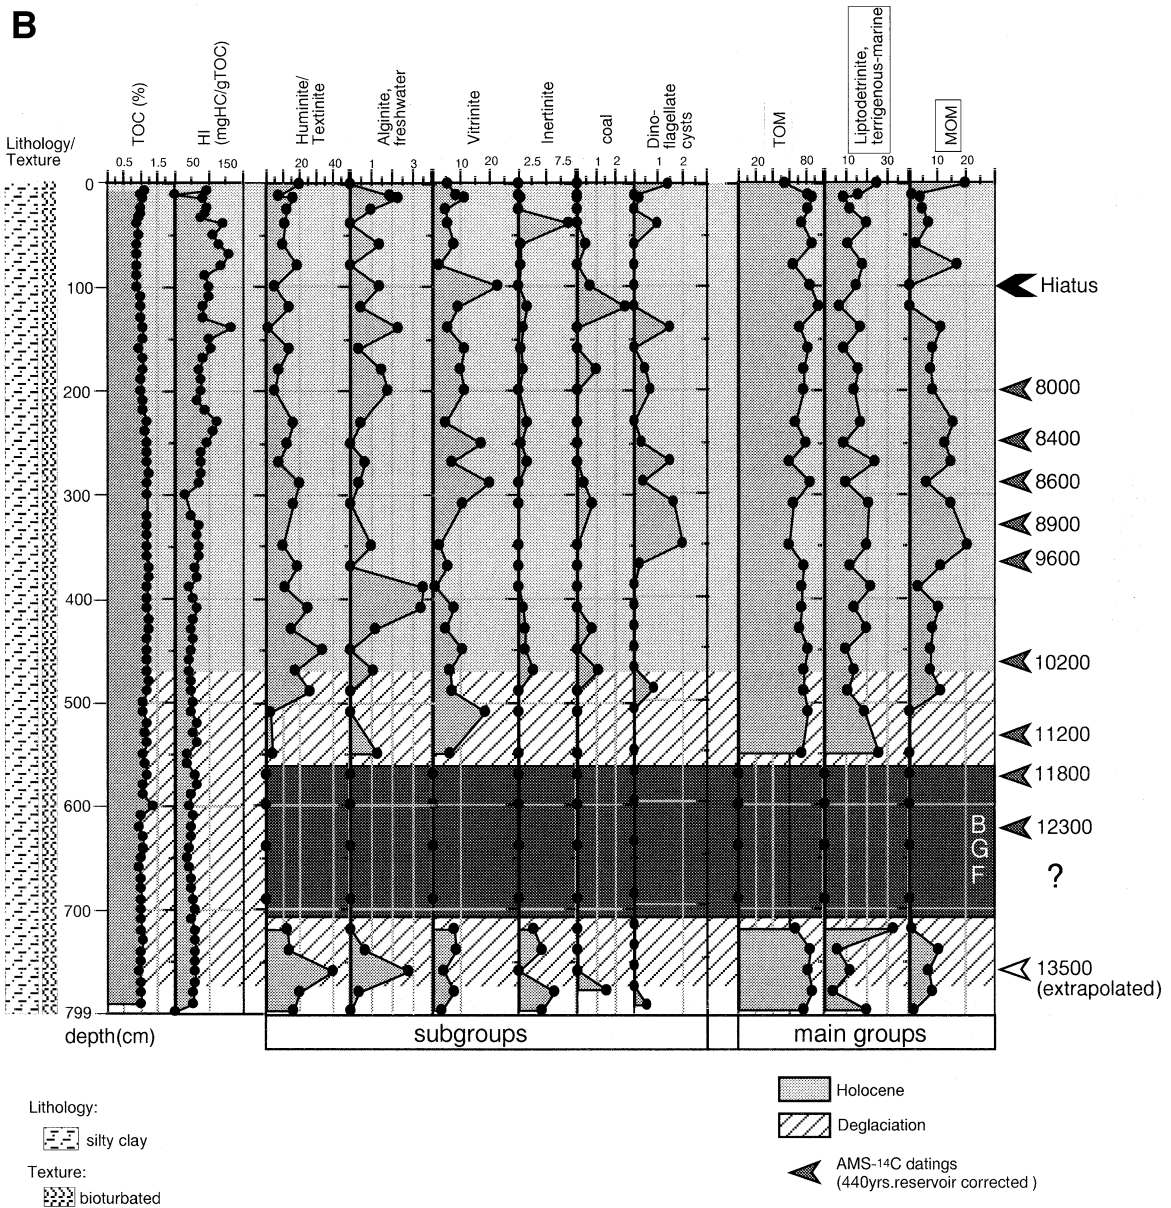 B
Lithology/
Texture
TOC (%)
HI
(mgHC/gTOC)
Huminite/
Textinite
Alginite,
freshwater
Vitrinite
Inertinite
coal
Dino-
flagellate
cysts
TOM
Liptodetrinite,
terrigenous-marine
MOM
0.5 1.5 50 150 20 40 1 3 10 20 2.5 7.5 1 2 1 2 20 80 10 30 10 20
0
100
200
300
400
500
600
700
799
depth(cm)
Hiatus
8000
8400
8600
8900
9600
10200
11200
11800
12300
?
13500
(extrapolated)
B
G
F
subgroups
main groups
Lithology:
silty clay
Texture:
bioturbated
Holocene
Deglaciation
AMS-14C datings
(440yrs.reservoir corrected )